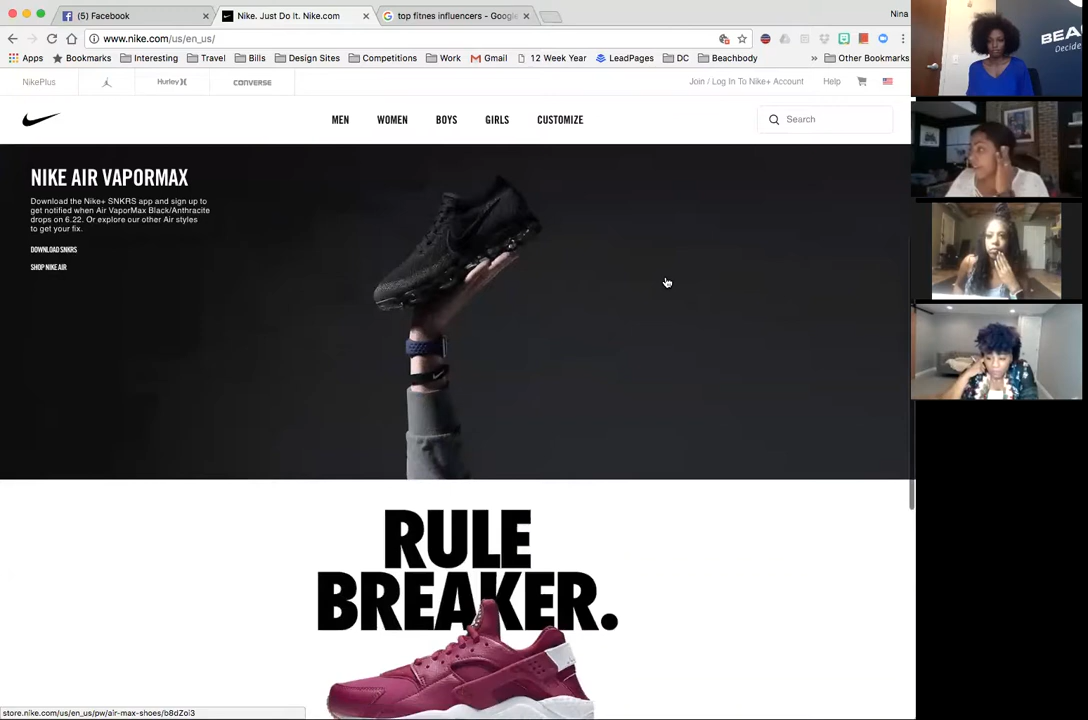 (5) Facebook
Nike. Just Do It. Nike.com
top fitnes influencers - Google
Nina
www.nike.com/us/en_us/
Apps Bookmarks Interesting Travel Bills Design Sites Competitions Work Gmail 12 Week Year LeadPages DC Beachbody » Other Bookmarks
NikePlus Hurley CONVERSE Join / Log In To Nike+ Account Help
MEN WOMEN BOYS GIRLS CUSTOMIZE Search
NIKE AIR VAPORMAX
Download the Nike+ SNKRS app and sign up to
get notified when Air VaporMax Black/Anthracite
drops on 6.22. Or explore our other Air styles
to get your fix.
DOWNLOAD SNKRS
SHOP NIKE AIR
RULE
BREAKER.
store.nike.com/us/en_us/pw/air-max-shoes/b8dZoi3
BEAC
Decide